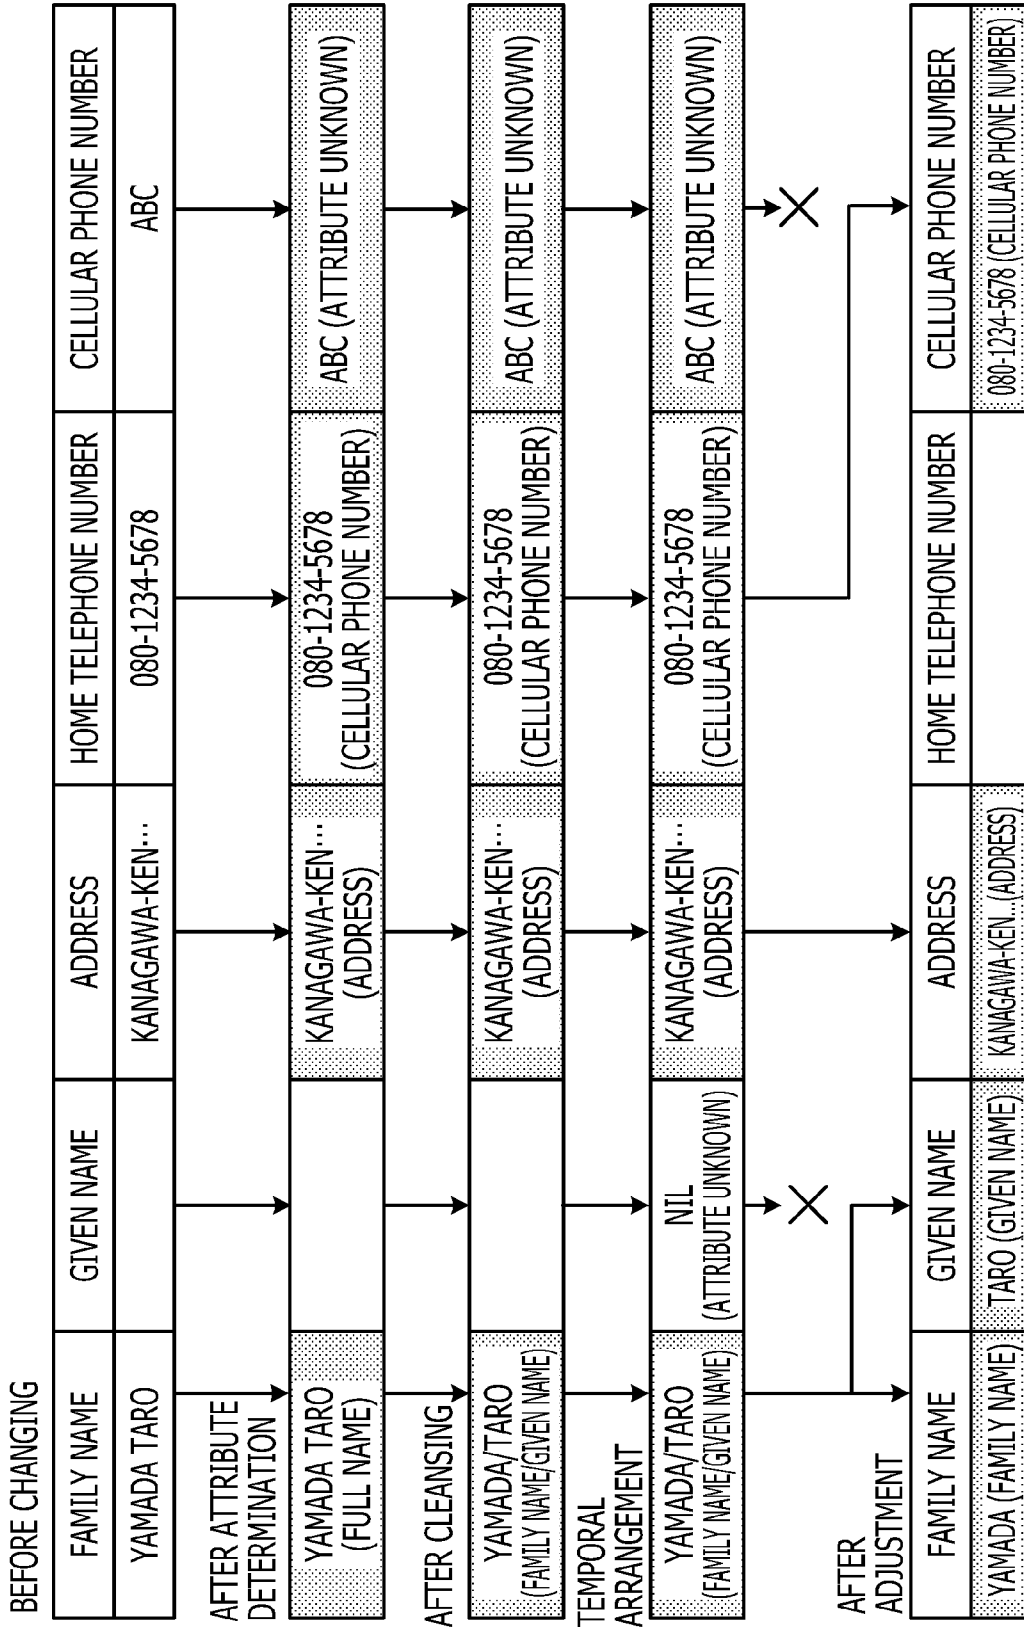 BEFORE CHANGING
FAMILY NAME
GIVEN NAME
ADDRESS
HOME TELEPHONE NUMBER
CELLULAR PHONE NUMBER
YAMADA TARO
KANAGAWA-KEN···
080-1234-5678
ABC
AFTER ATTRIBUTE
DETERMINATION
YAMADA TARO
(FULL NAME)
KANAGAWA-KEN···
(ADDRESS)
080-1234-5678
(CELLULAR PHONE NUMBER)
ABC (ATTRIBUTE UNKNOWN)
AFTER CLEANSING
YAMADA/TARO
(FAMILY NAME/GIVEN NAME)
KANAGAWA-KEN···
(ADDRESS)
080-1234-5678
(CELLULAR PHONE NUMBER)
ABC (ATTRIBUTE UNKNOWN)
TEMPORAL
ARRANGEMENT
YAMADA/TARO
(FAMILY NAME/GIVEN NAME)
NIL
(ATTRIBUTE UNKNOWN)
KANAGAWA-KEN···
(ADDRESS)
080-1234-5678
(CELLULAR PHONE NUMBER)
ABC (ATTRIBUTE UNKNOWN)
AFTER
ADJUSTMENT
FAMILY NAME
GIVEN NAME
ADDRESS
HOME TELEPHONE NUMBER
CELLULAR PHONE NUMBER
YAMADA (FAMILY NAME)
TARO (GIVEN NAME)
KANAGAWA-KEN...(ADDRESS)
080-1234-5678 (CELLULAR PHONE NUMBER)